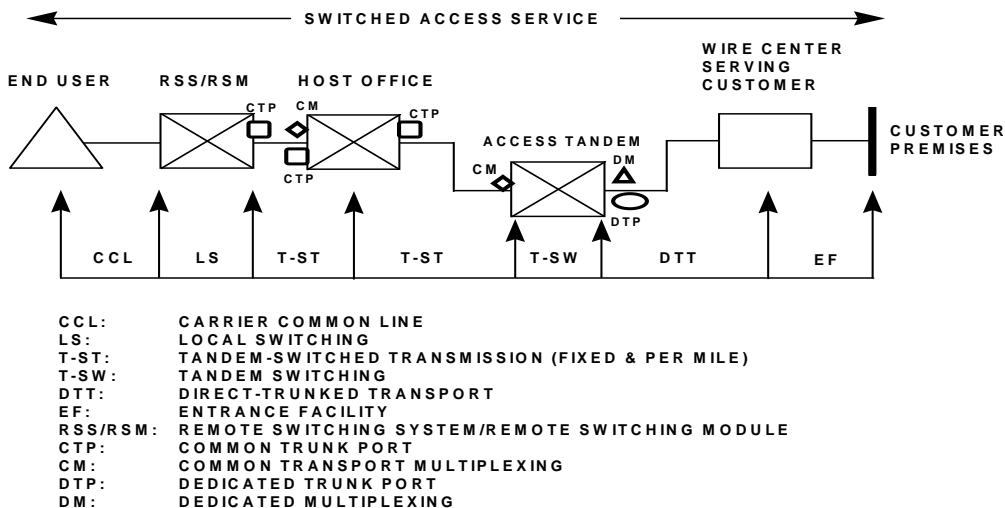 SWITCHED ACCESS SERVICE
WIRE CENTER
SERVING
CUSTOMER
END USER
RSS/RSM
HOST OFFICE
CTP
CM
CTP
CTP
ACCESS TANDEM
CUSTOMER
PREMISES
CM
DM
DTP
CCL
LS
T-ST
T-ST
T-SW
DTT
EF
CCL: CARRIER COMMON LINE
LS: LOCAL SWITCHING
T-ST: TANDEM-SWITCHED TRANSMISSION (FIXED & PER MILE)
T-SW: TANDEM SWITCHING
DTT: DIRECT-TRUNKED TRANSPORT
EF: ENTRANCE FACILITY
RSS/RSM: REMOTE SWITCHING SYSTEM/REMOTE SWITCHING MODULE
CTP: COMMON TRUNK PORT
CM: COMMON TRANSPORT MULTIPLEXING
DTP: DEDICATED TRUNK PORT
DM: DEDICATED MULTIPLEXING